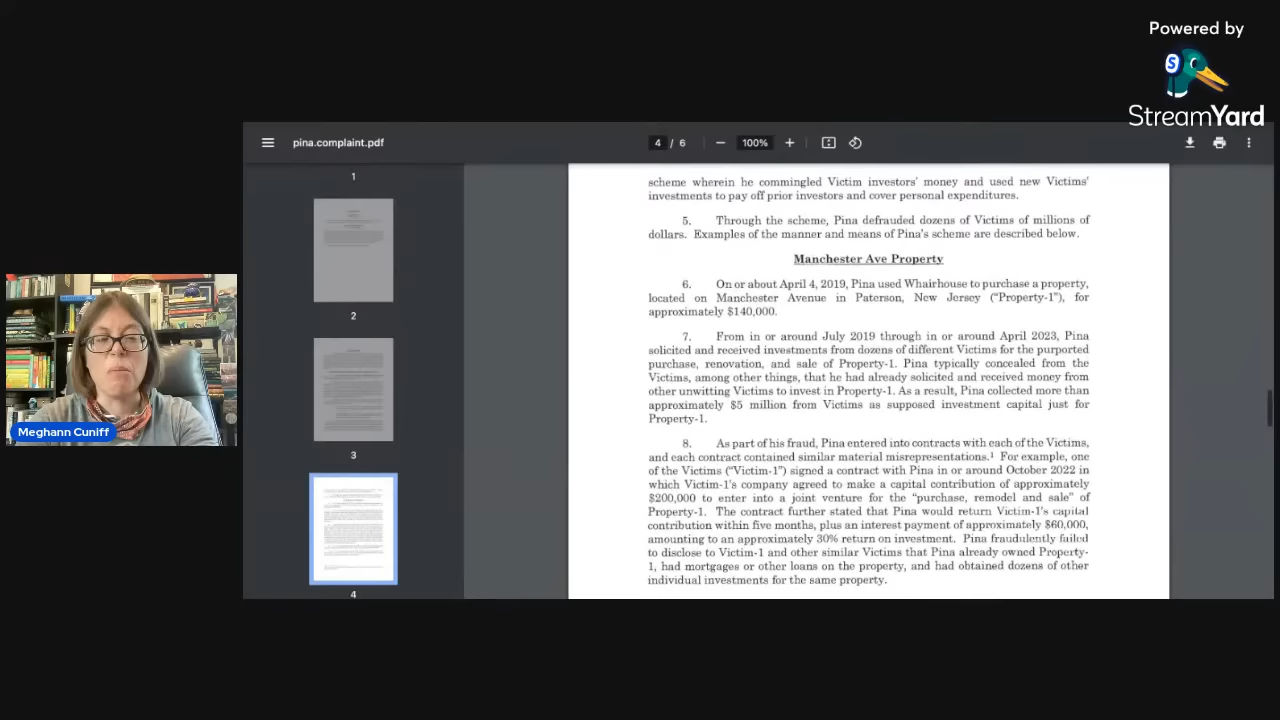 Powered by
S
StreamYard
pina.complaint.pdf
4 / 6
100%
1
2
3
4
scheme wherein he commingled Victim investors' money and used new Victims'
investments to pay off prior investors and cover personal expenditures.
5. Through the scheme, Pina defrauded dozens of Victims of millions of
dollars. Examples of the manner and means of Pina's scheme are described below.
Manchester Ave Property
6. On or about April 4, 2019, Pina used Whairhouse to purchase a property,
located on Manchester Avenue in Paterson, New Jersey ("Property-1"), for
approximately $140,000.
7. From in or around July 2019 through in or around April 2023, Pina
solicited and received investments from dozens of different Victims for the purported
purchase, renovation, and sale of Property-1. Pina typically concealed from the
Victims, among other things, that he had already solicited and received money from
other unwitting Victims to invest in Property-1. As a result, Pina collected more than
approximately $5 million from Victims as supposed investment capital just for
Property-1.
8. As part of his fraud, Pina entered into contracts with each of the Victims,
and each contract contained similar material misrepresentations.¹ For example, one
of the Victims ("Victim-1") signed a contract with Pina in or around October 2022 in
which Victim-1's company agreed to make a capital contribution of approximately
$200,000 to enter into a joint venture for the "purchase, remodel and sale" of
Property-1. The contract further stated that Pina would return Victim-1's capital
contribution within five months, plus an interest payment of approximately $60,000,
amounting to an approximately 30% return on investment. Pina fraudulently failed
to disclose to Victim-1 and other similar Victims that Pina already owned Property-
1, had mortgages or other loans on the property, and had obtained dozens of other
individual investments for the same property.
Meghann Cuniff